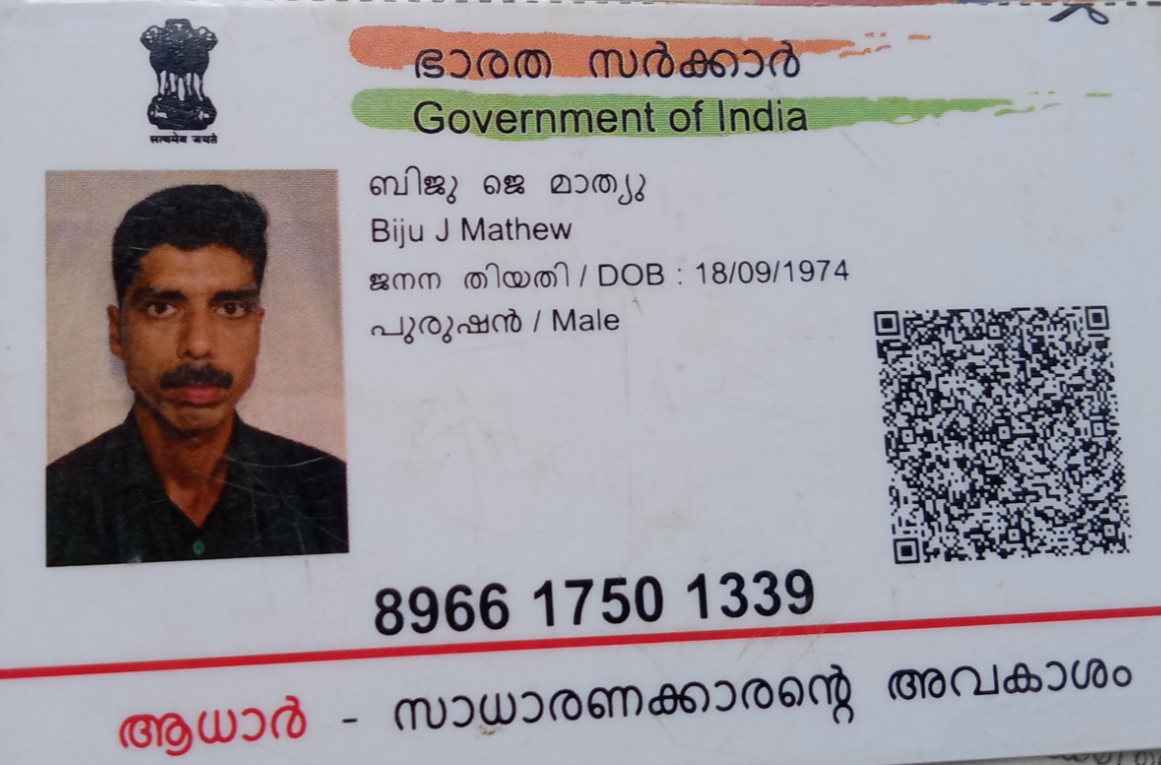 ഭാരത സർക്കാർ
Government of India
सत्यमेव जयते
ബിജു ജെ മാത്യു
Biju J Mathew
ജനന തിയതി / DOB : 18/09/1974
പുരുഷൻ / Male
8966 1750 1339
ആധാർ - സാധാരണക്കാരന്റെ അവകാശം